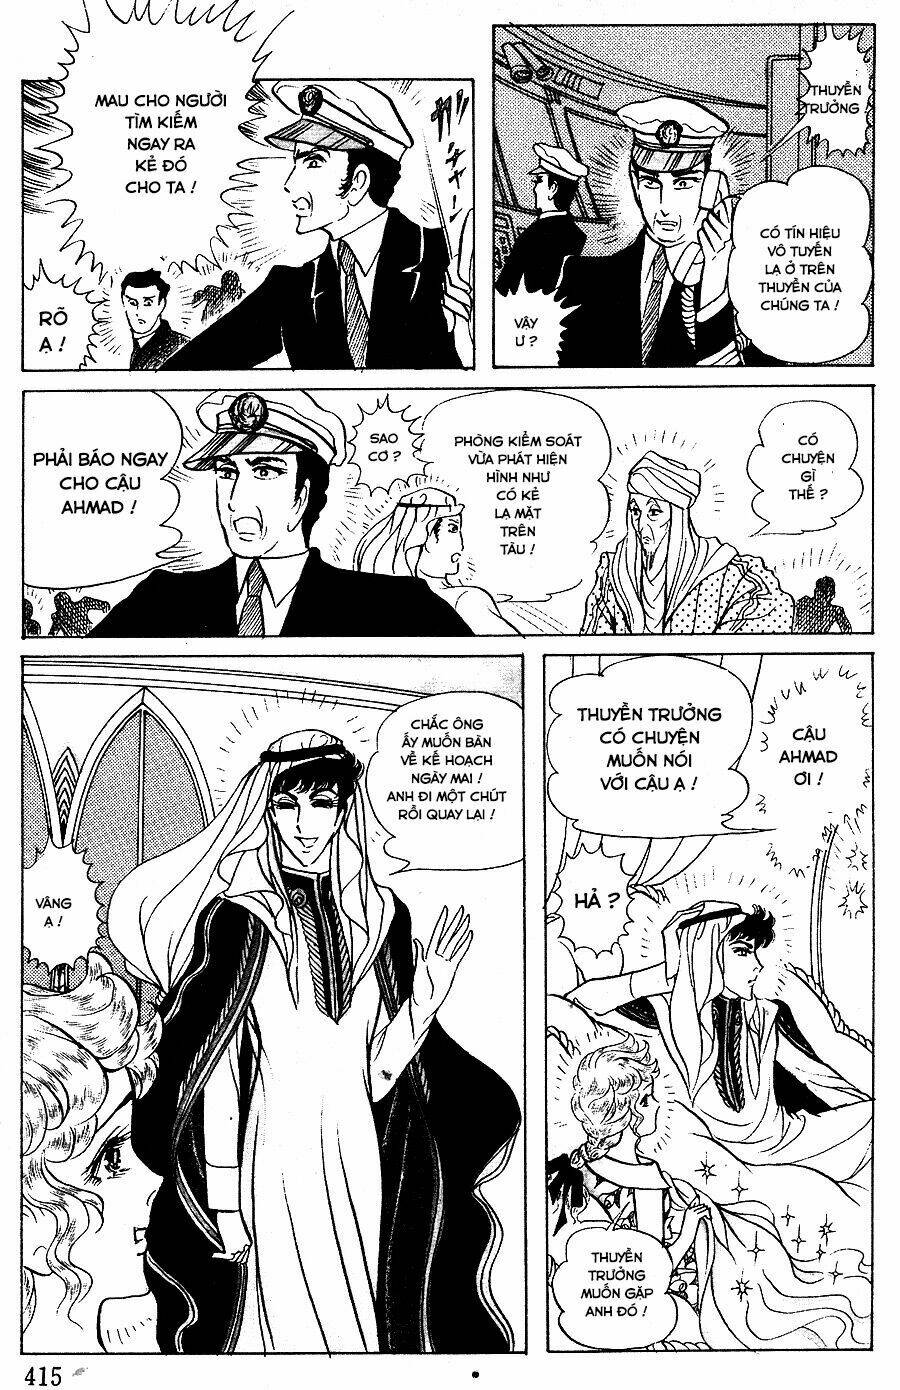 THUYỀN
TRƯỞNG !
CÓ TÍN HIỆU
VÔ TUYẾN
LẠ Ở TRÊN
THUYỀN CỦA
CHÚNG TA !
VẬY
Ư ?
MAU CHO NGƯỜI
TÌM KIẾM
NGAY RA
KẺ ĐÓ
CHO TA !
RÕ
Ạ !
CÓ
CHUYỆN
GÌ
THẾ ?
PHÒNG KIỂM SOÁT
VỪA PHÁT HIỆN
HÌNH NHƯ
CÓ KẺ
LẠ MẶT
TRÊN
TÀU !
SAO
CƠ ?
PHẢI BÁO NGAY
CHO CẬU
AHMAD !
CẬU
AHMAD
ƠI !
THUYỀN TRƯỞNG
CÓ CHUYỆN
MUỐN NÓI
VỚI CẬU Ạ !
HẢ ?
THUYỀN
TRƯỞNG
MUỐN GẶP
ANH ĐÓ !
CHẮC ÔNG
ẤY MUỐN BÀN
VỀ KẾ HOẠCH
NGÀY MAI !
ANH ĐI MỘT CHÚT
RỒI QUAY LẠI !
VÂNG
Ạ !
415